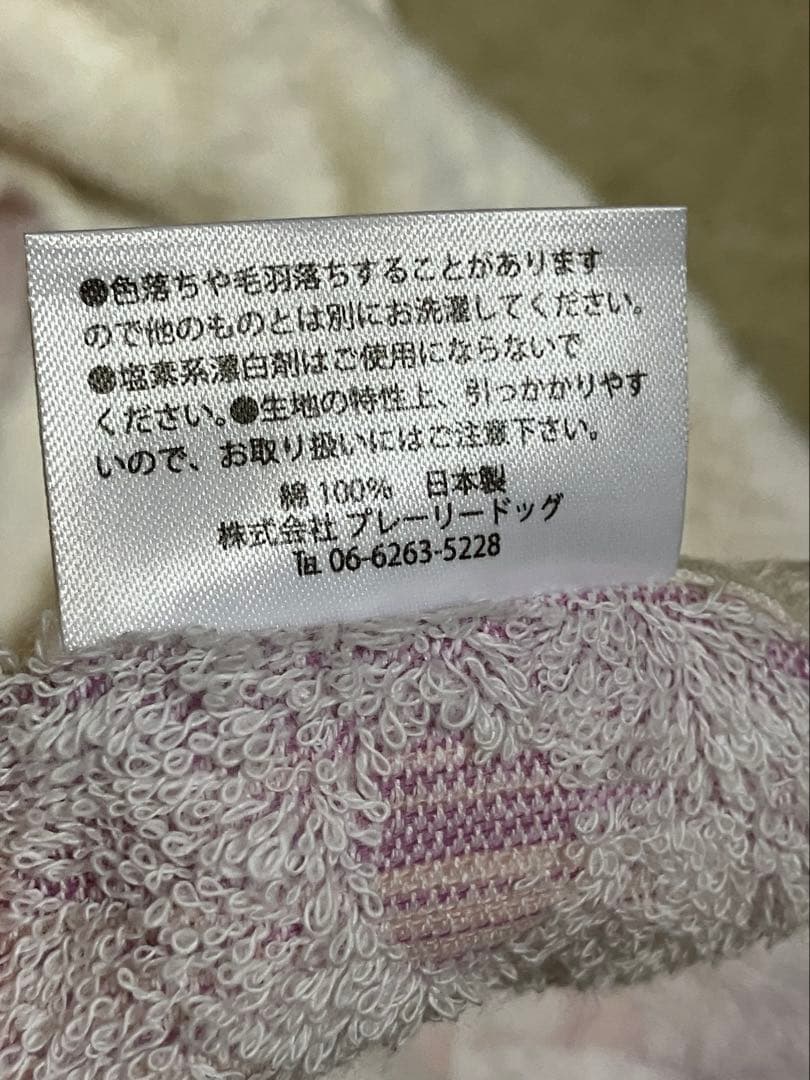 ●色落ちや毛羽落ちすることがあります
ので他のものとは別にお洗濯してください。
●塩素系漂白剤はご使用にならないで
ください。●生地の特性上、引っかかりやす
いので、お取り扱いにはご注意下さい。
綿 100% 日本製
株式会社 プレーリードッグ
℡ 06-6263-5228